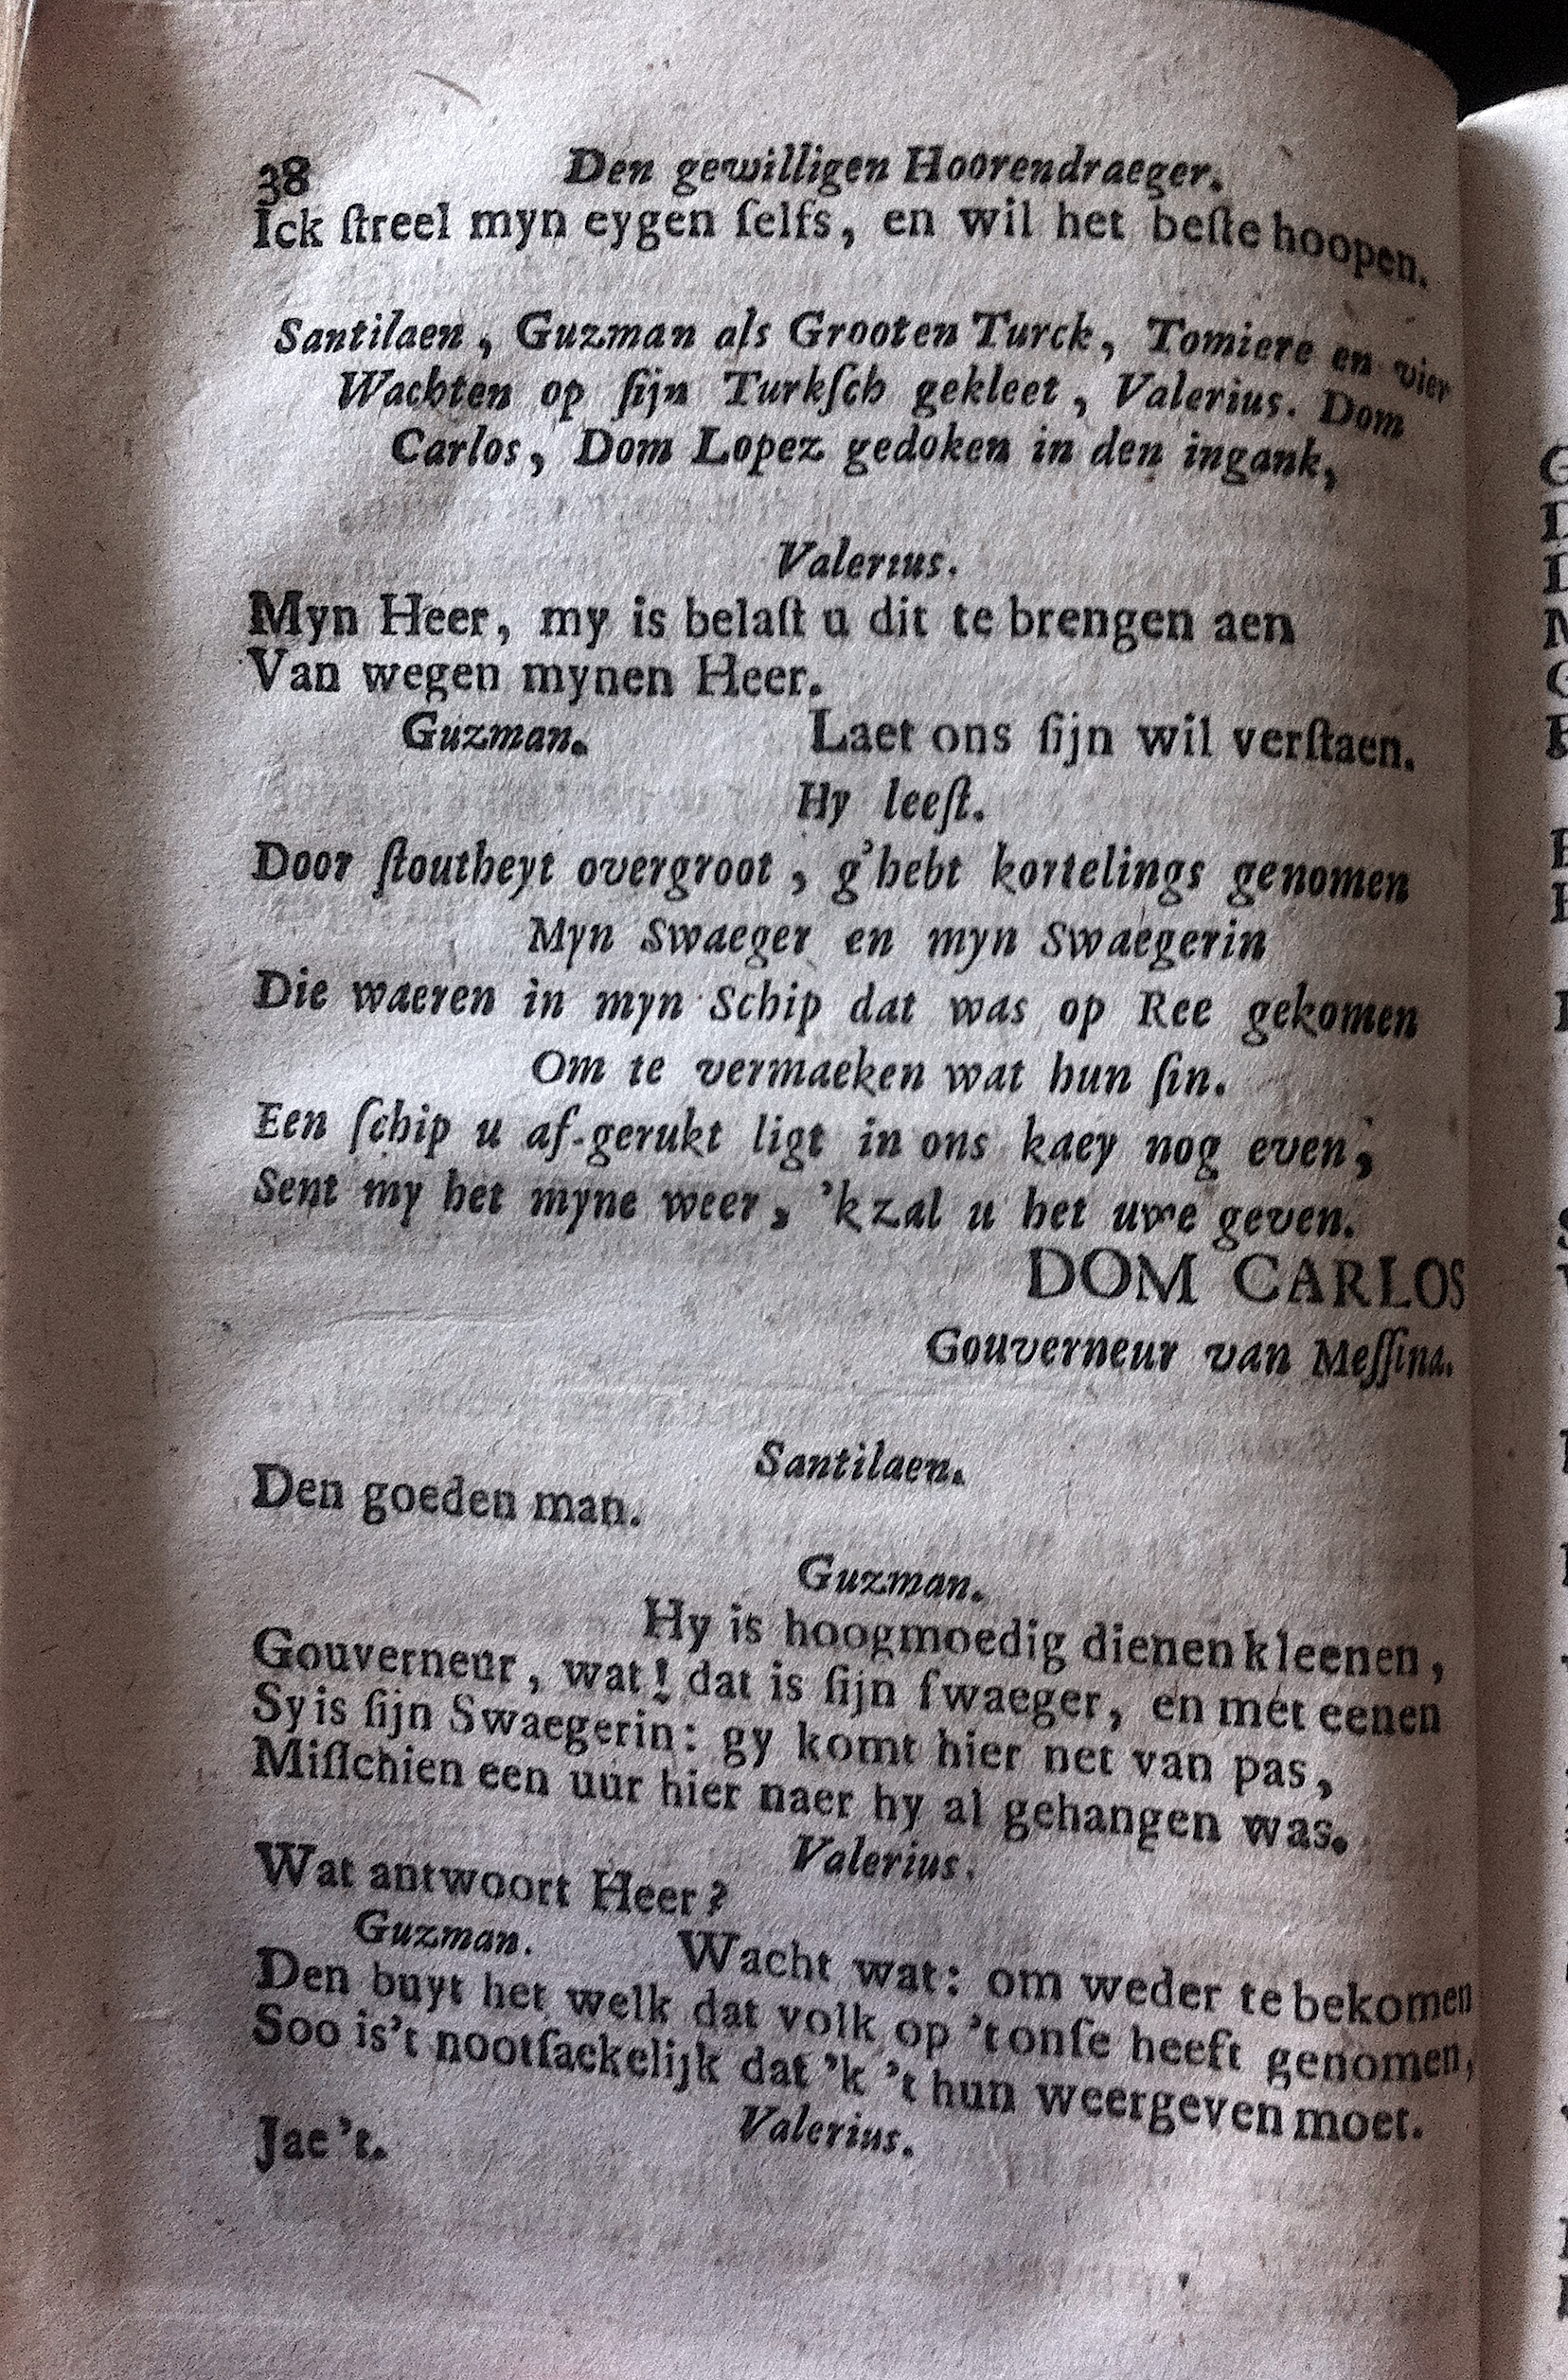 38 Den gewilligen Hoorendraeger.
Ick ſtreel myn eygen ſelfs, en wil het beſte hoopen.
Santilaen, Guzman als Grooten Turck, Tomiere en vier
Wachten op ſijn Turkſch gekleet, Valerius. Dom
Carlos, Dom Lopez gedoken in den ingank,
Valerius.
Myn Heer, my is belaſt u dit te brengen aen
Van wegen mynen Heer.
Guzman. Laet ons ſijn wil verſtaen.
Hy leeſt.
Door ſtoutheyt overgroot, g'hebt kortelings genomen
Myn Swaeger en myn Swaegerin
Die waeren in myn Schip dat was op Ree gekomen
Om te vermaeken wat hun ſin.
Een ſchip u af-gerukt ligt in ons kaey nog even,
Sent my het myne weer, 'k zal u het uwe geven.
DOM CARLOS
Gouverneur van Meſſina.
Santilaen.
Den goeden man.
Guzman.
Hy is hoogmoedig dienen kleenen,
Gouverneur, wat! dat is ſijn ſwaeger, en met eenen
Sy is ſijn Swaegerin: gy komt hier net van pas,
Miſſchien een uur hier naer hy al gehangen was.
Valerius.
Wat antwoort Heer?
Guzman. Wacht wat: om weder te bekomen
Den buyt het welk dat volk op 't onſe heeft genomen,
Soo is't nootſaekelijk dat 'k 't hun weergeven moet.
Valerius.
Jae 't.